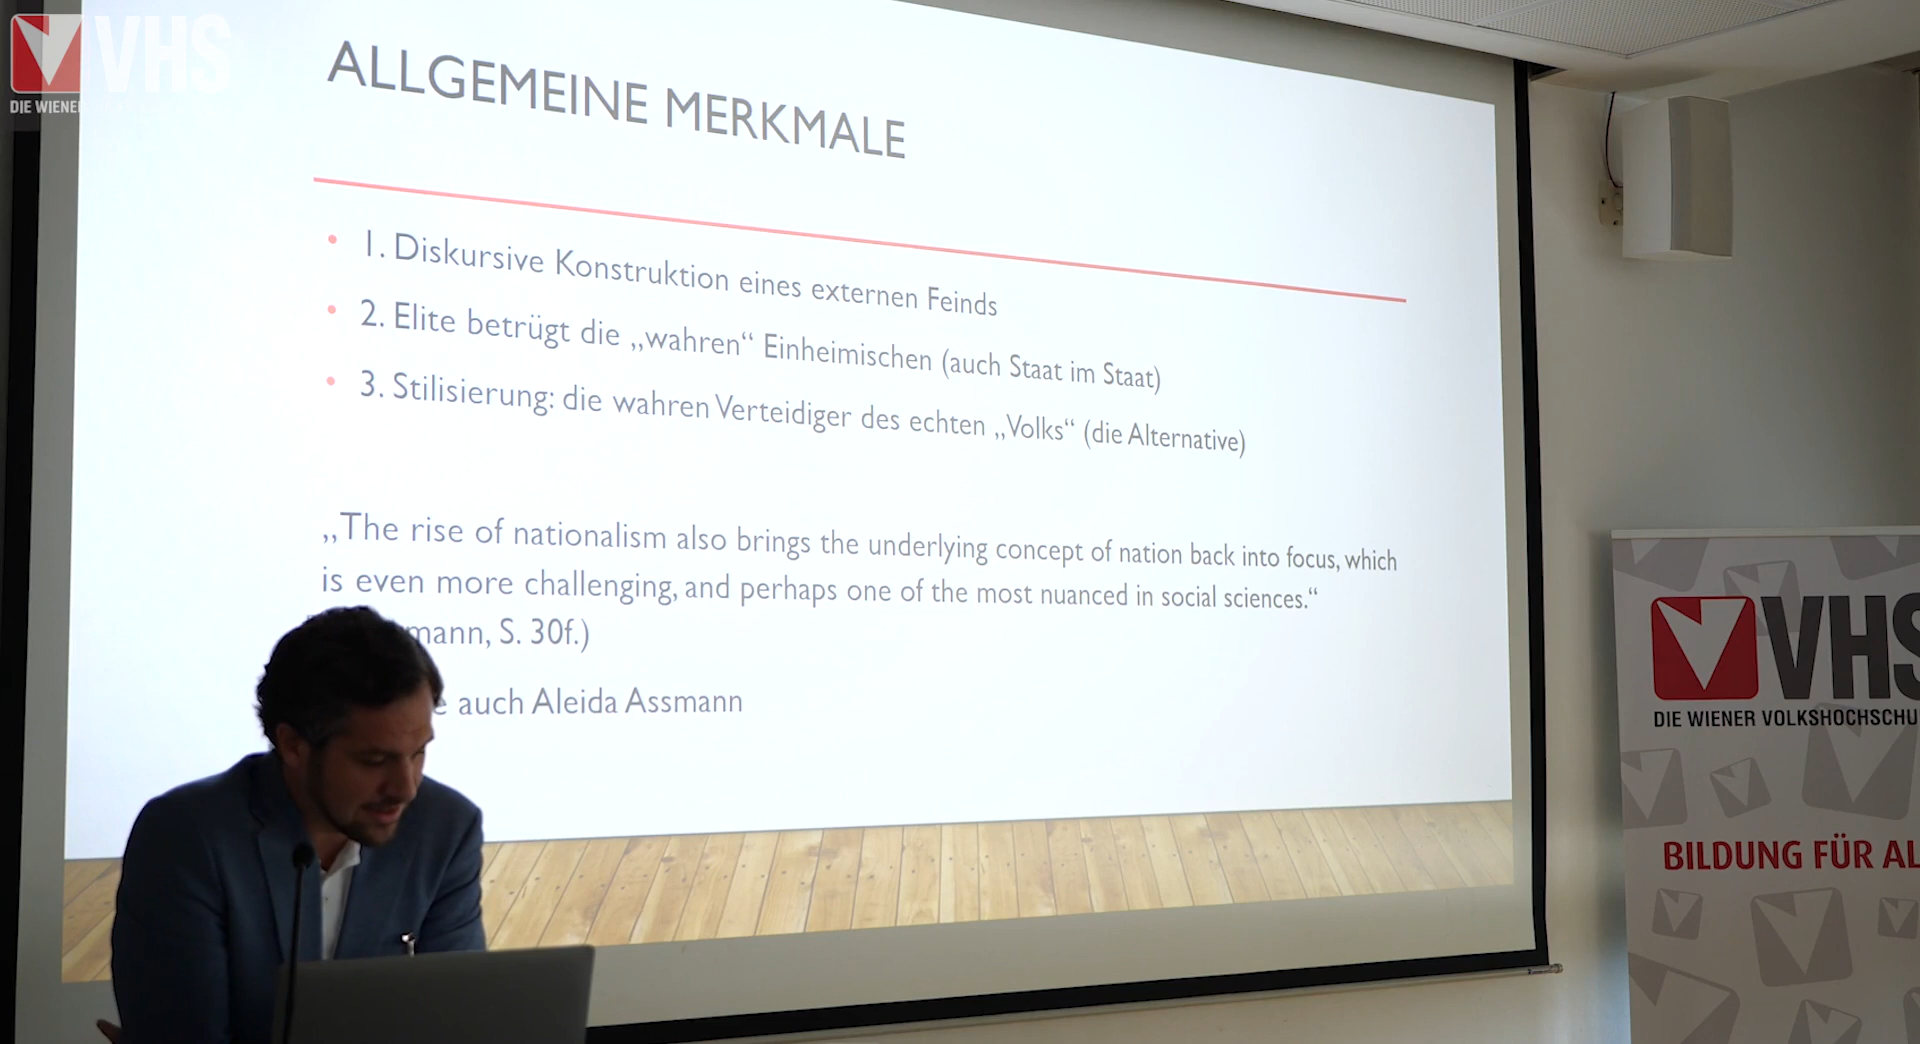 VHS
DIE WIENE
ALLGEMEINE MERKMALE
• 1. Diskursive Konstruktion eines externen Feinds
• 2. Elite betrügt die „wahren“ Einheimischen (auch Staat im Staat)
• 3. Stilisierung: die wahren Verteidiger des echten „Volks“ (die Alternative)
„The rise of nationalism also brings the underlying concept of nation back into focus, which
is even more challenging, and perhaps one of the most nuanced in social sciences.“
mann, S. 30f.)
e auch Aleida Assmann
VHS
DIE WIENER VOLKSHOCHSCHU
BILDUNG FÜR AL